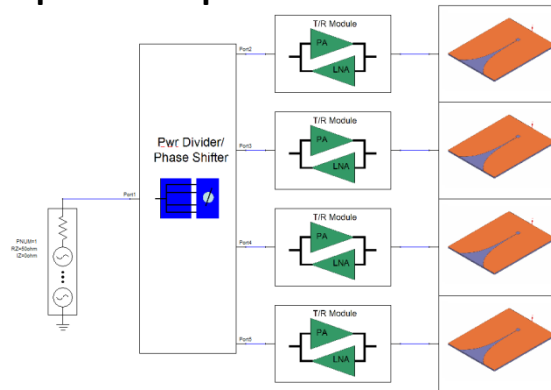 T/R Module
Port2
PA
LNA
T/R Module
Port3
PA
LNA
Pwr Divider/
Phase Shifter
Port1
T/R Module
Port4
PA
LNA
PNUM=1
RZ=50ohm
IZ=0ohm
T/R Module
Port5
PA
LNA